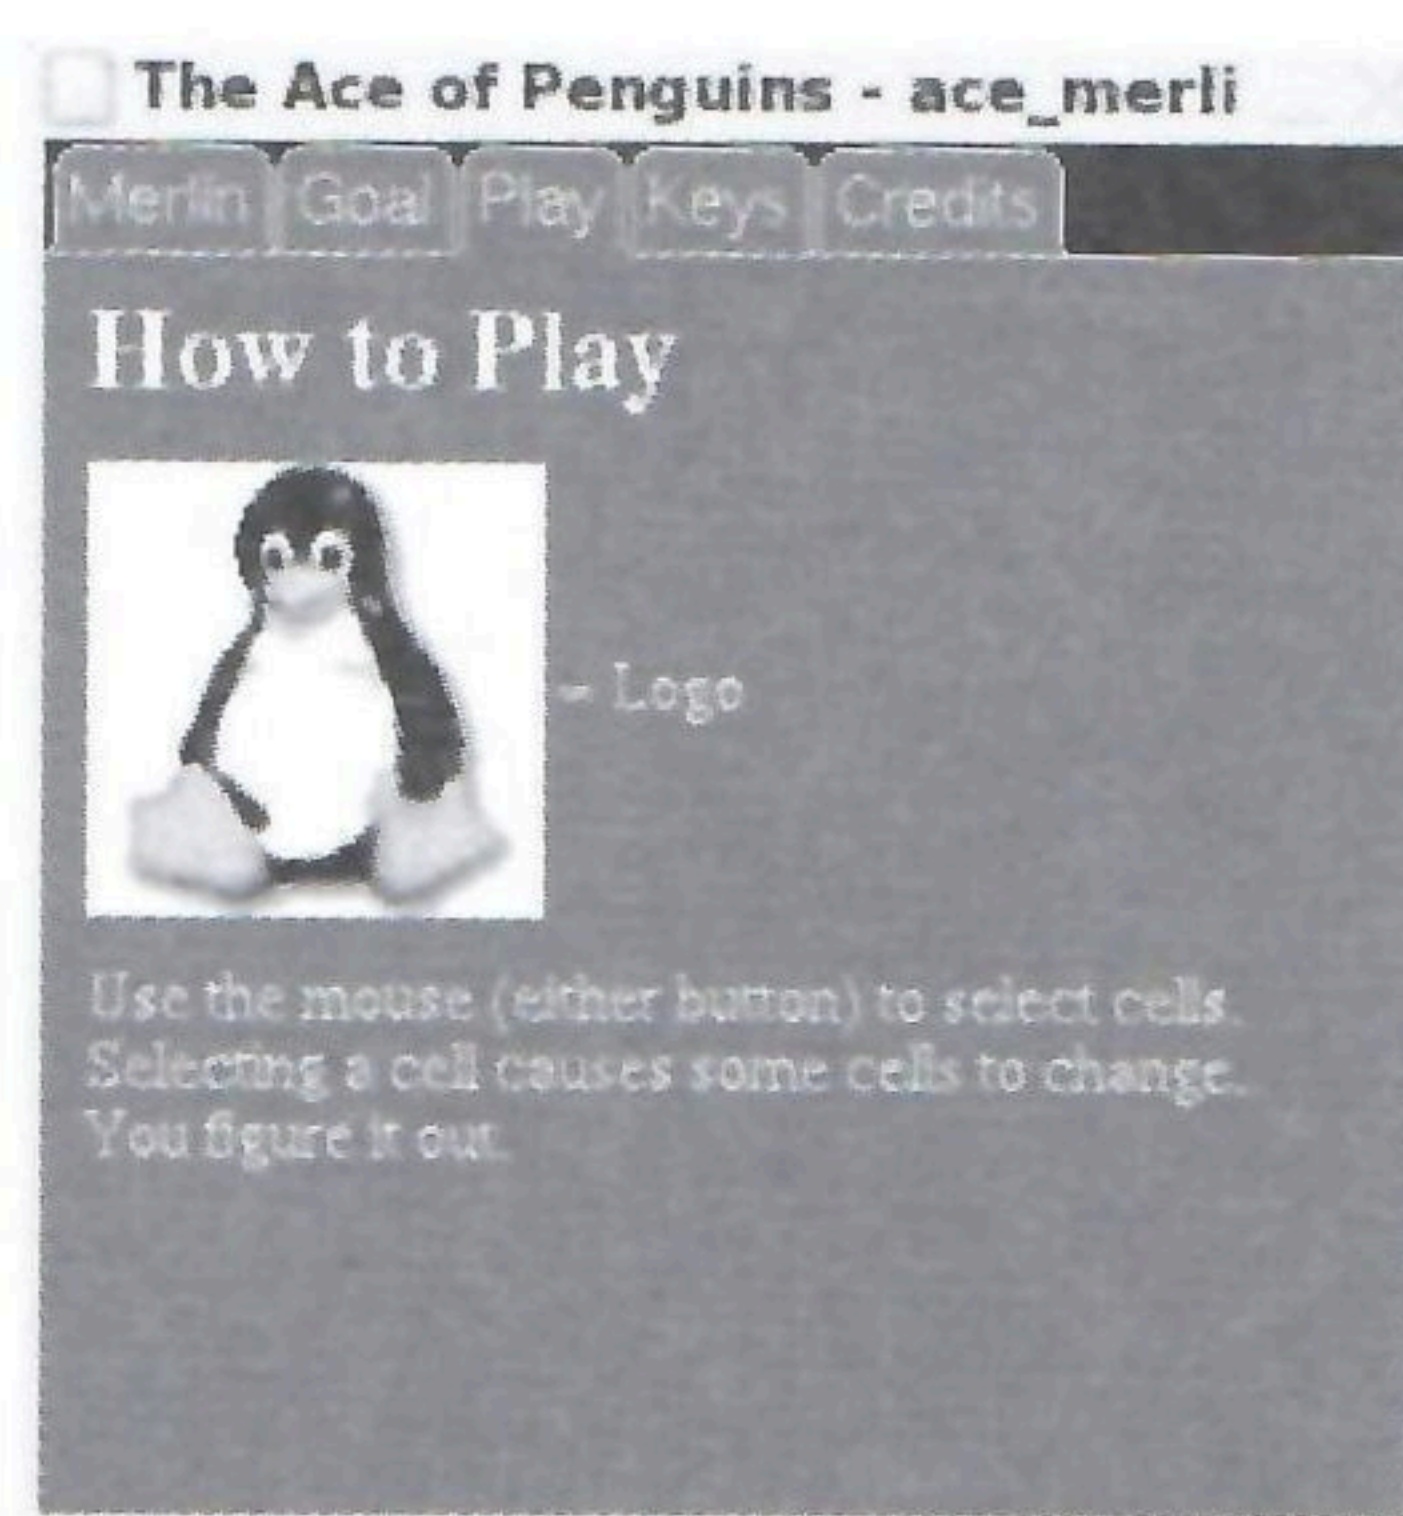 The Ace of Penguins - ace_merli
Merlin Goal Play Keys Credits
How to Play
- Logo
Use the mouse (either button) to select cells.
Selecting a cell causes some cells to change.
You figure it out.